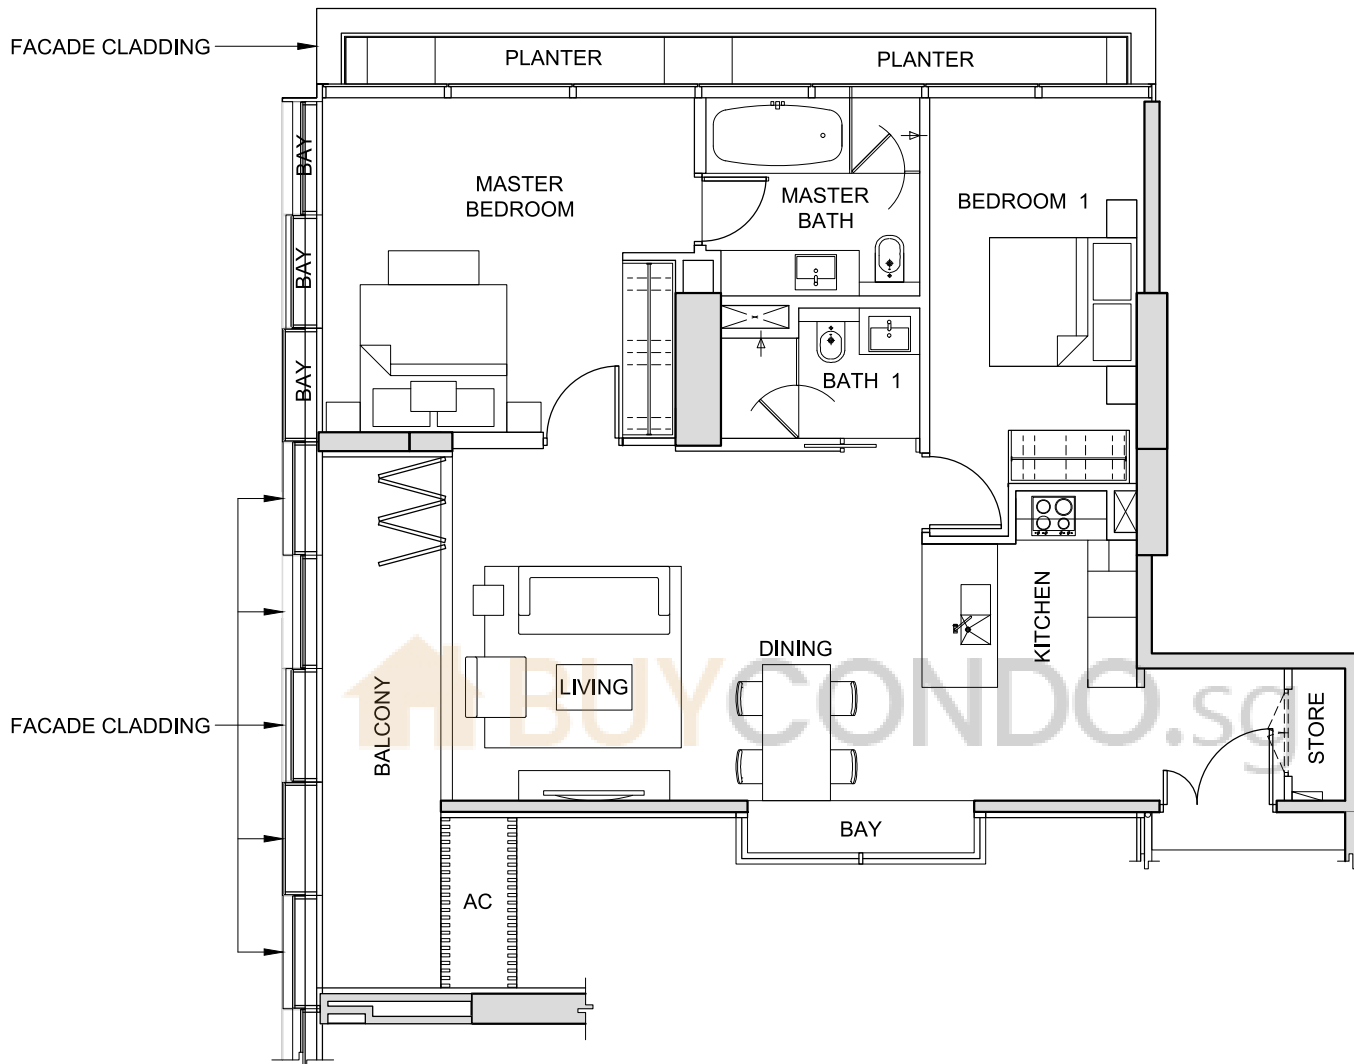 FACADE CLADDING
PLANTER
PLANTER
BAY
MASTER
BEDROOM
MASTER
BATH
BEDROOM 1
BAY
BAY
BATH 1
KITCHEN
DINING
LIVING
BUYCONDO.sg
BALCONY
FACADE CLADDING
STORE
BAY
AC